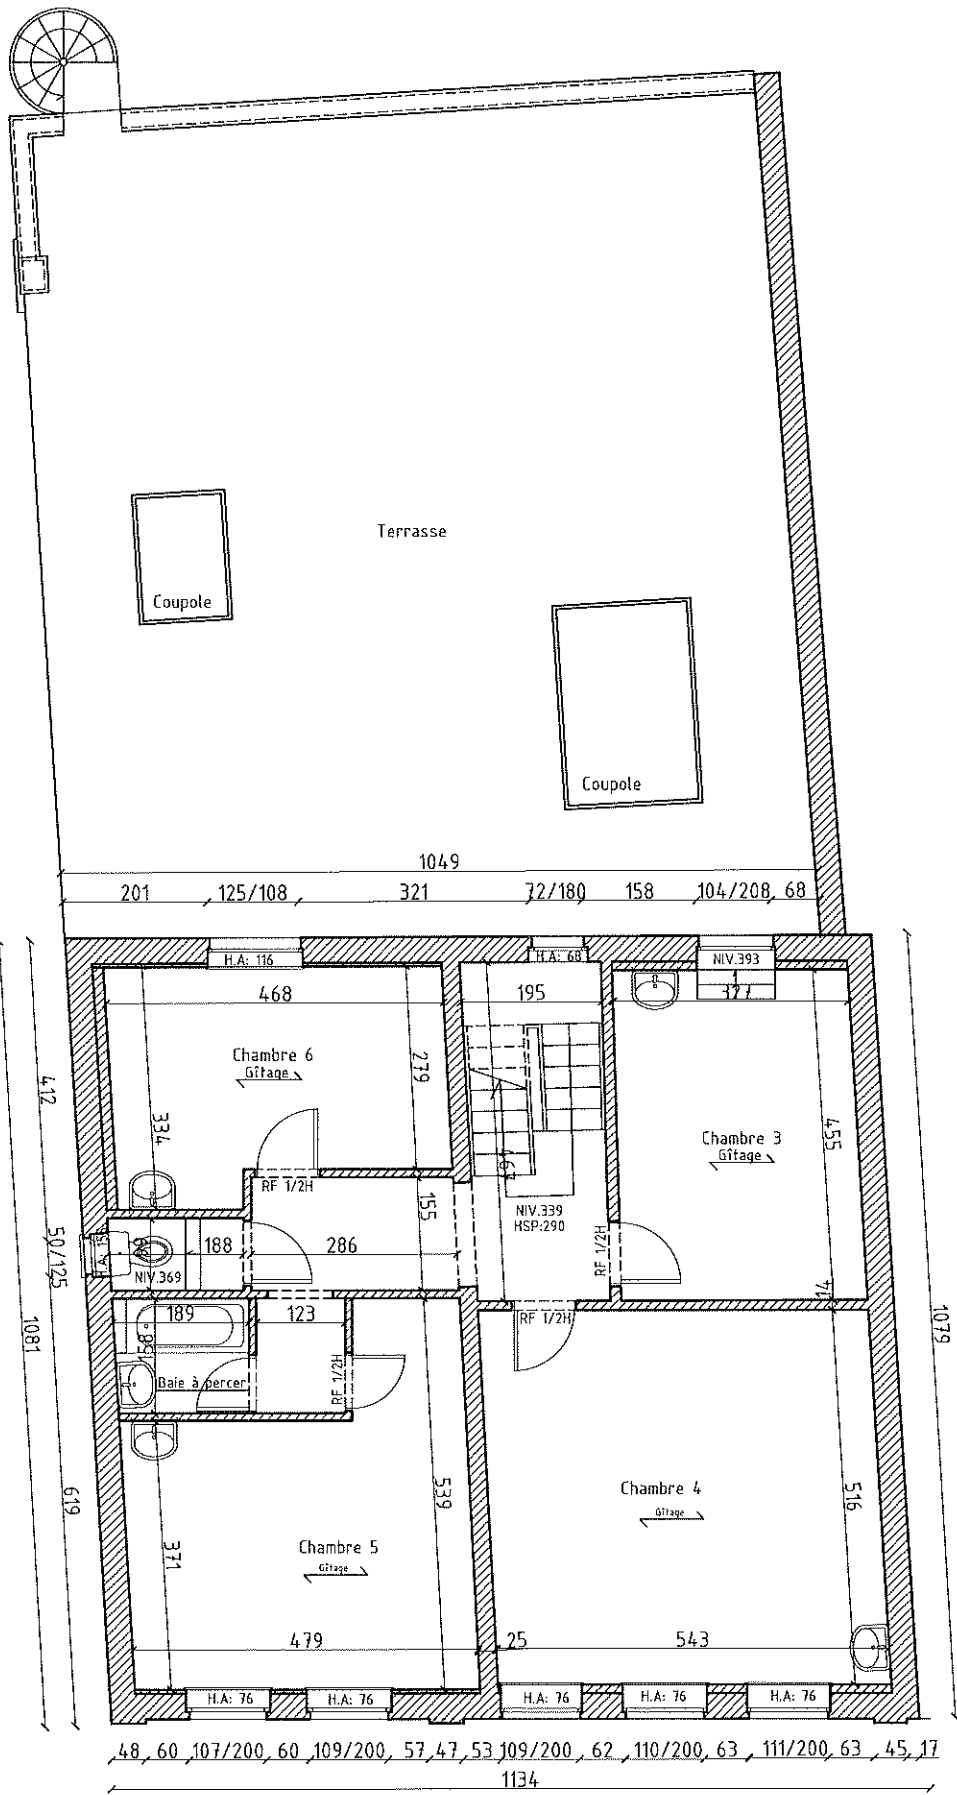 Terrasse
Coupole
Coupole
1049
201
125/108
321
72/180
158
104/208
68
H.A: 116
H.A: 68
NIV.393
468
195
377
Chambre 6
Gîtage
279
334
412
455
Chambre 3
Gîtage
RF 1/2H
155
497
NIV.339
HSP:290
RF 1/2H
50/125
188
286
NIV.369
14
1081
1079
189
123
RF 1/2H
158
Baie à percer
RF 1/2H
619
539
371
516
Chambre 4
Gîtage
Chambre 5
Gîtage
479
25
543
H.A: 76
H.A: 76
H.A: 76
H.A: 76
H.A: 76
48
60
107/200
60
109/200
57
47
53
109/200
62
110/200
63
111/200
63
45
17
1134